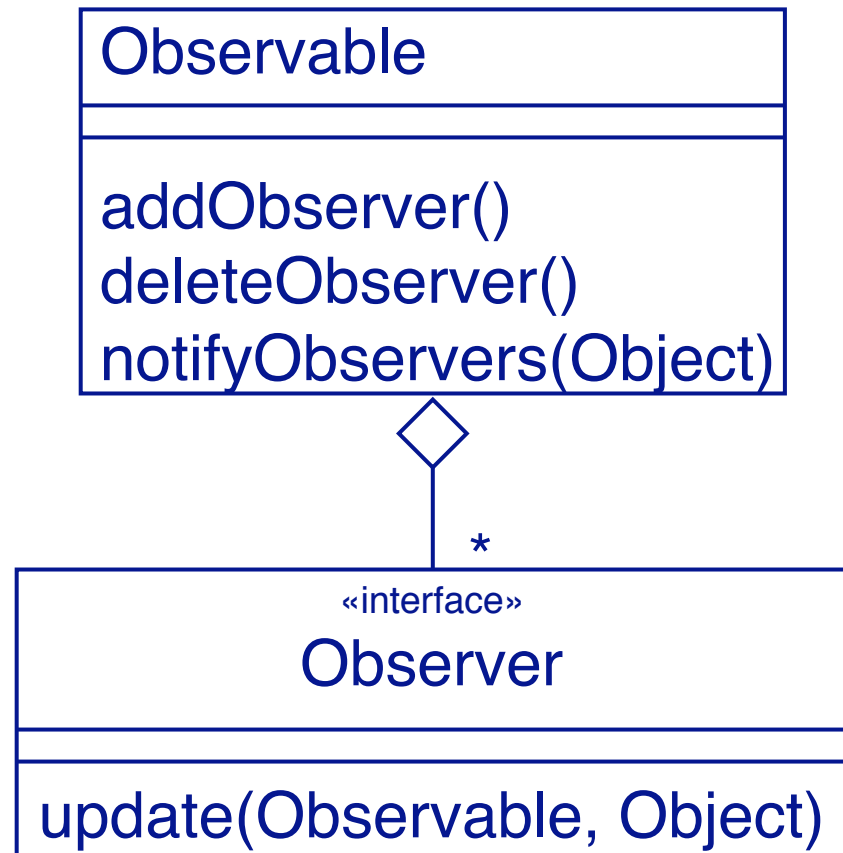 Observable
addObserver()
deleteObserver()
notifyObservers(Object)
*
«interface»
Observer
update(Observable, Object)